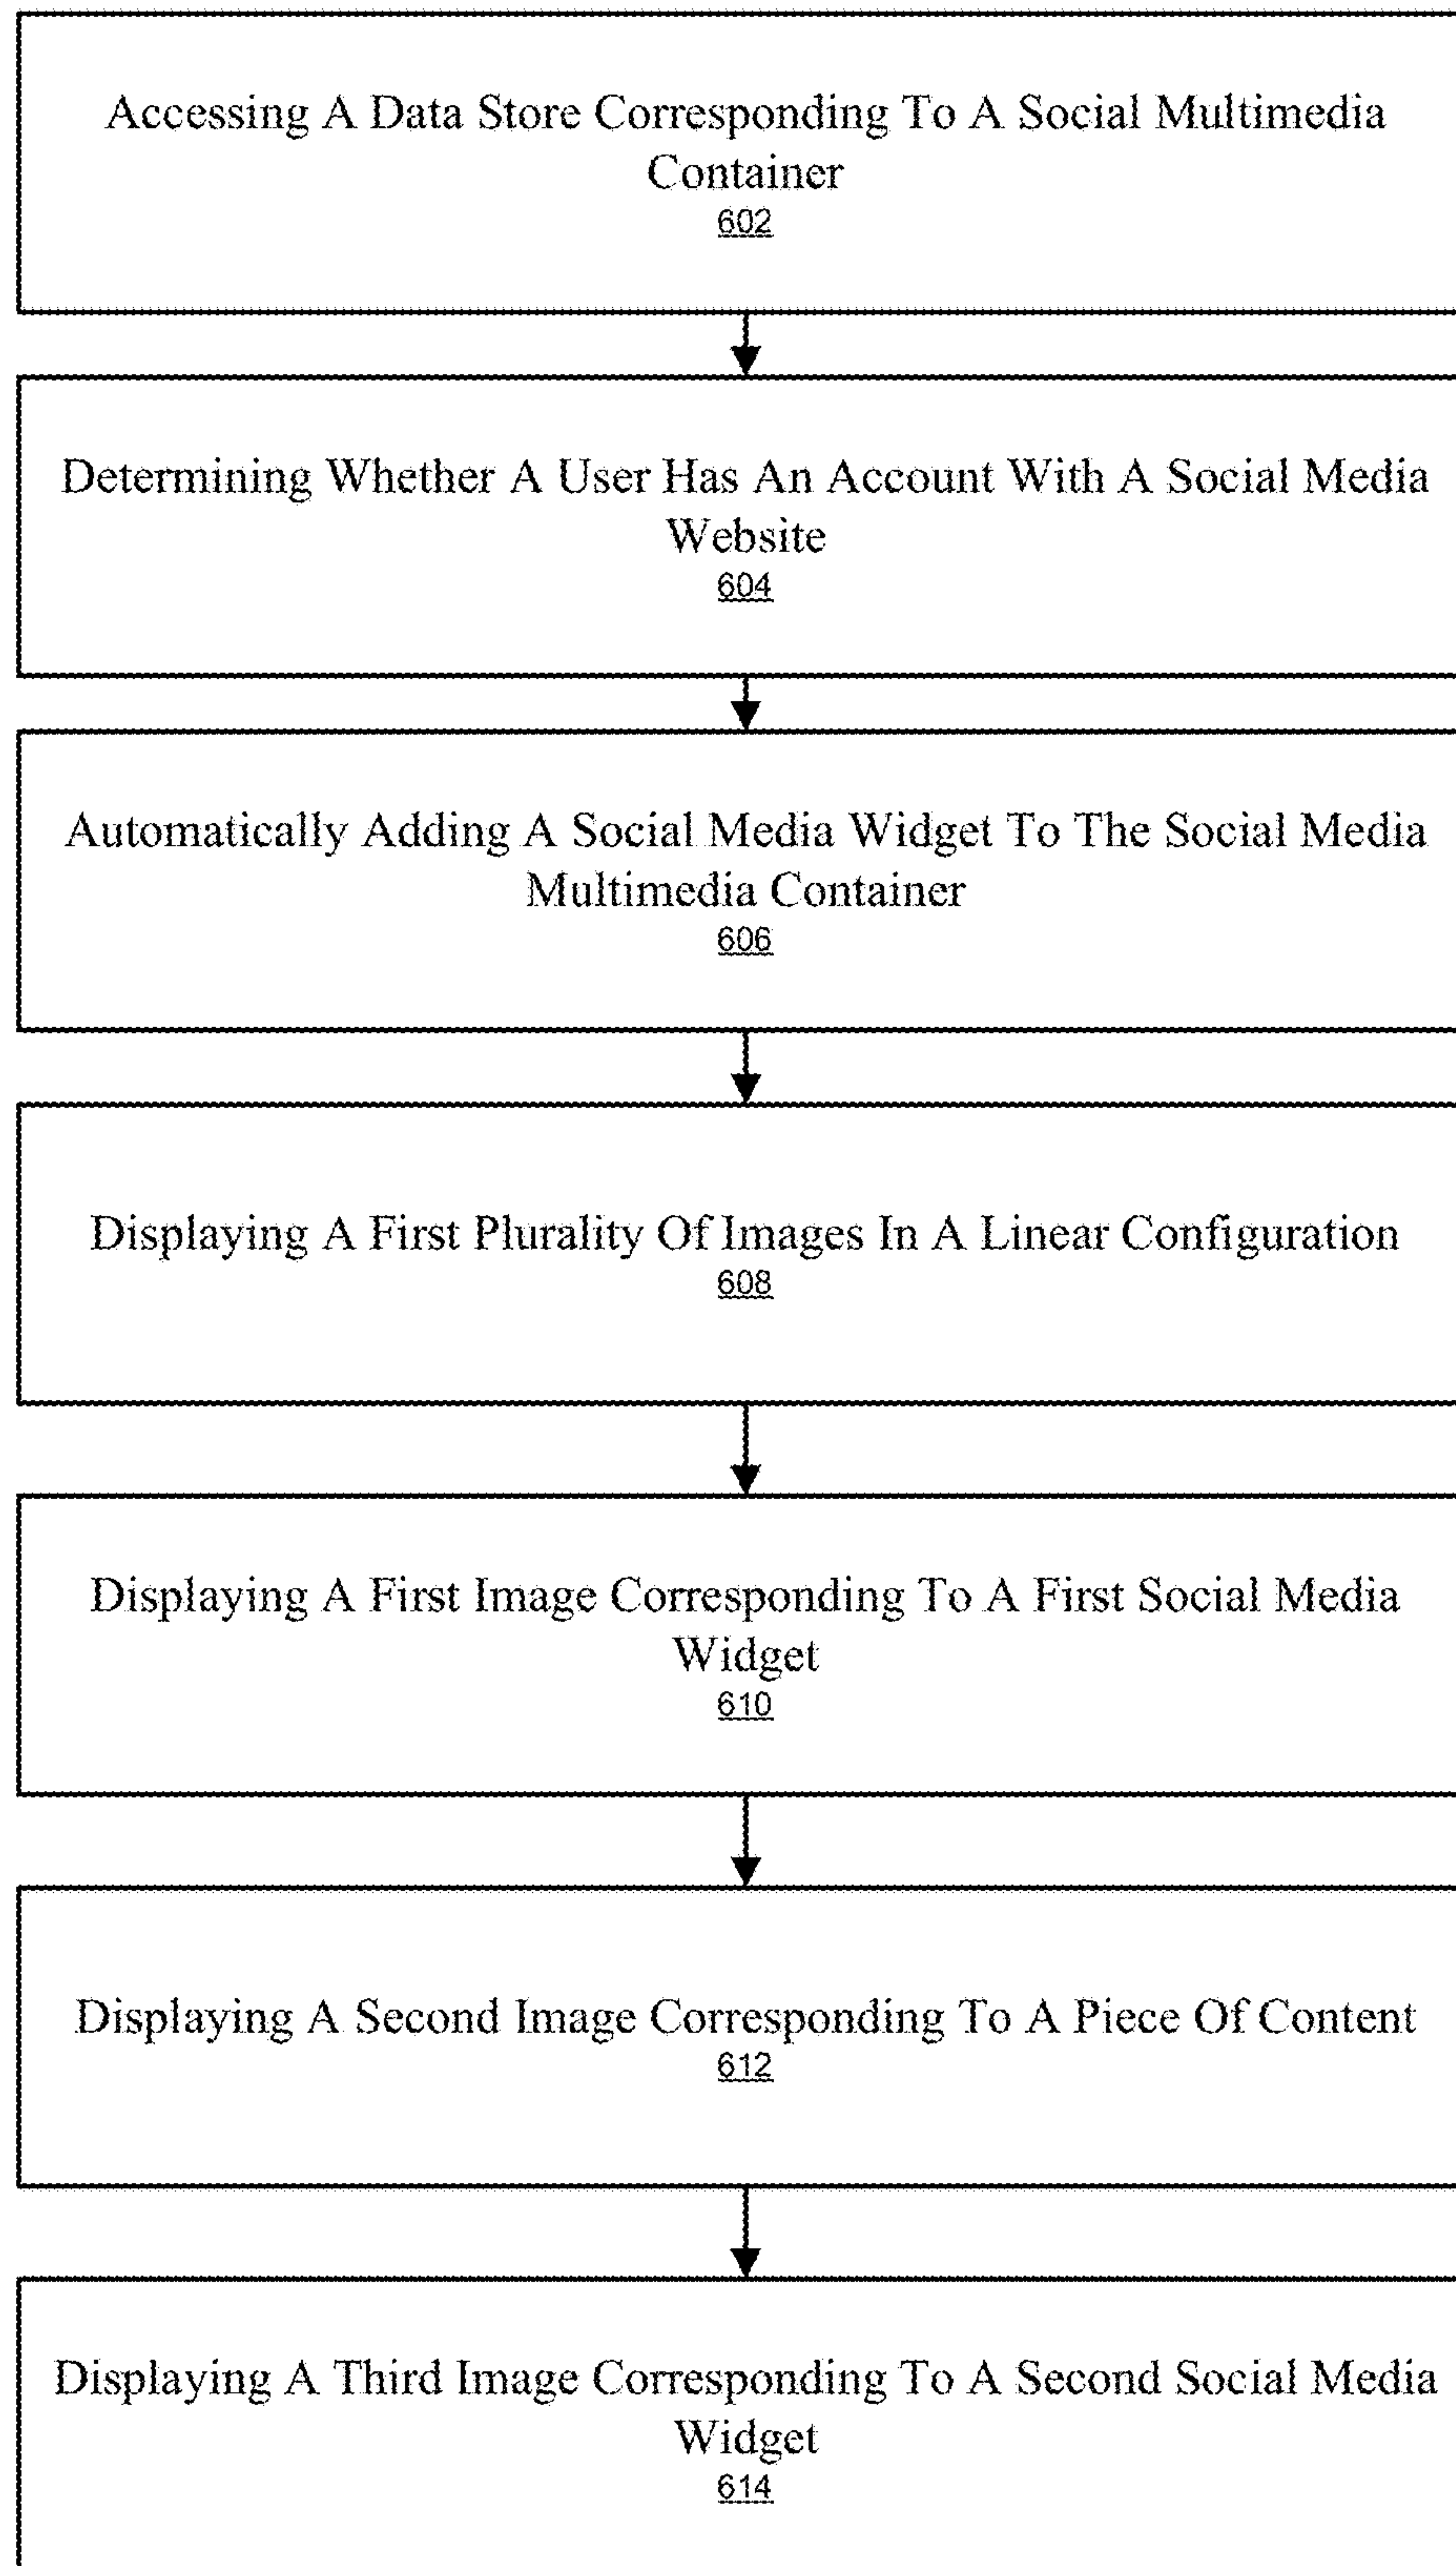 Accessing A Data Store Corresponding To A Social Multimedia
Container
602
Determining Whether A User Has An Account With A Social Media
Website
604
Automatically Adding A Social Media Widget To The Social Media
Multimedia Container
606
Displaying A First Plurality Of Images In A Linear Configuration
608
Displaying A First Image Corresponding To A First Social Media
Widget
610
Displaying A Second Image Corresponding To A Piece Of Content
612
Displaying A Third Image Corresponding To A Second Social Media
Widget
614